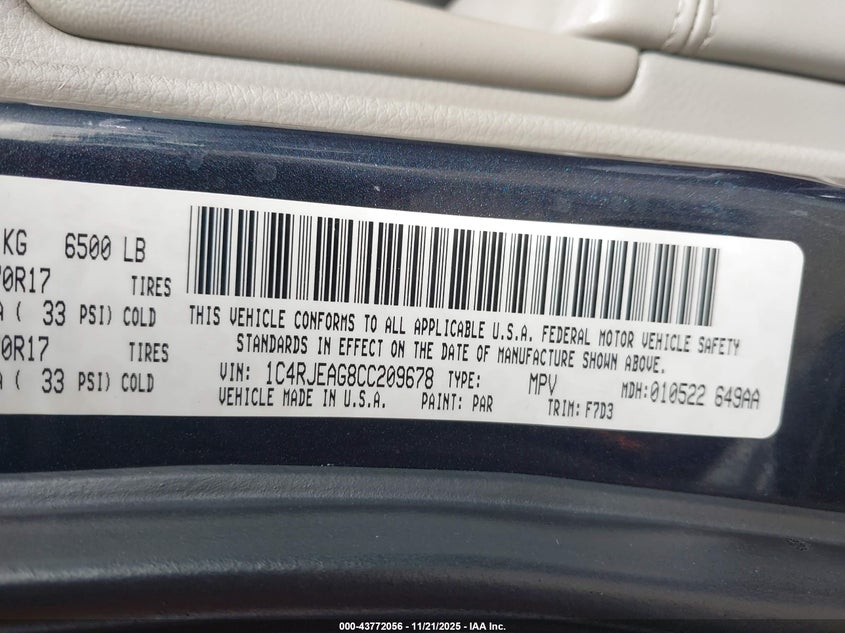 KG 6500 LB
70R17 TIRES
A ( 33 PSI) COLD
0R17 TIRES
A ( 33 PSI) COLD
THIS VEHICLE CONFORMS TO ALL APPLICABLE U.S.A. FEDERAL MOTOR VEHICLE SAFETY
STANDARDS IN EFFECT ON THE DATE OF MANUFACTURE SHOWN ABOVE.
VIN: 1C4RJEAG8CC209678 TYPE: MPV MDH:010522 649AA
VEHICLE MADE IN U.S.A. PAINT: PAR TRIM: F7D3
000-43772056 - 11/21/2025 - IAA Inc.